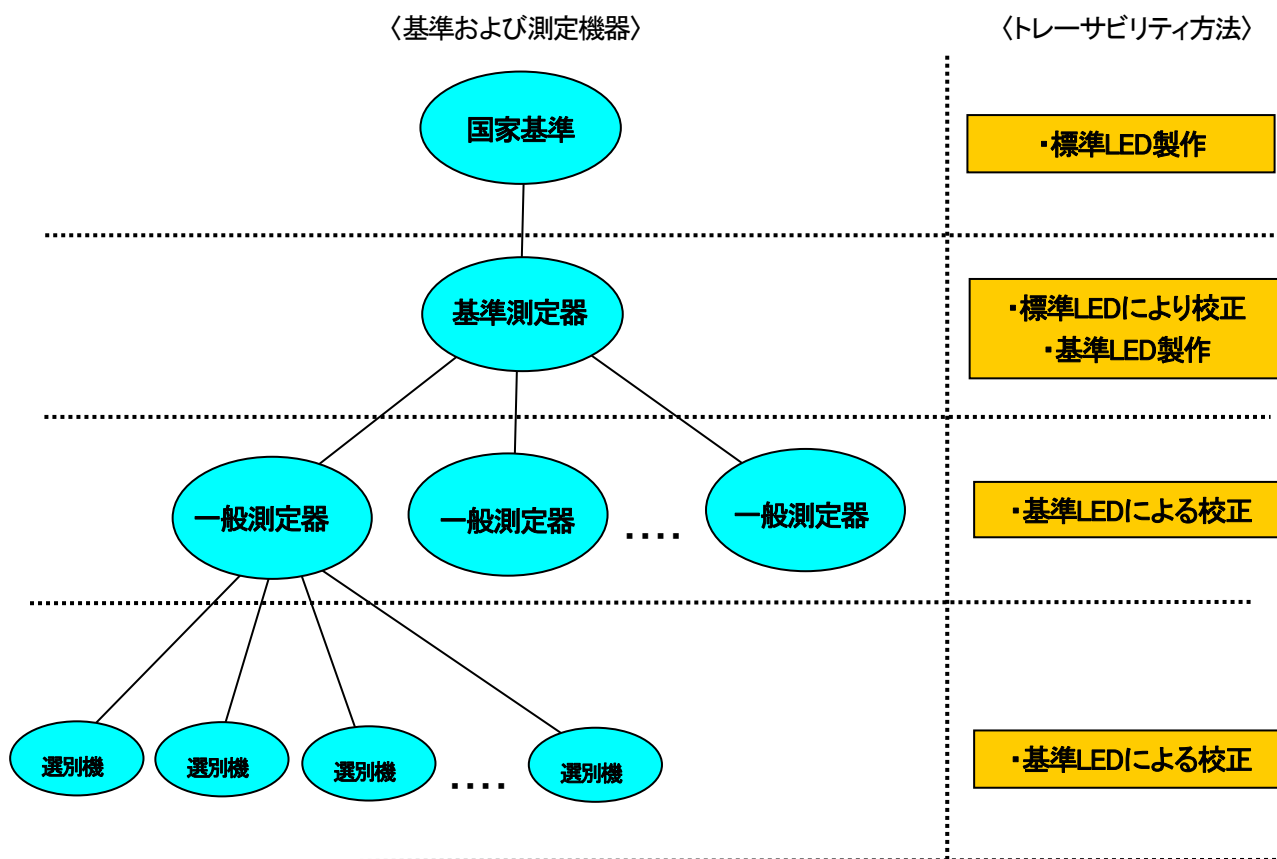 〈基準および測定機器〉
〈トレーサビリティ方法〉
国家基準
・標準LED製作
基準測定器
・標準LEDにより校正
・基準LED製作
一般測定器
一般測定器
‥‥
一般測定器
・基準LEDによる校正
選別機
選別機
選別機
‥‥
選別機
・基準LEDによる校正